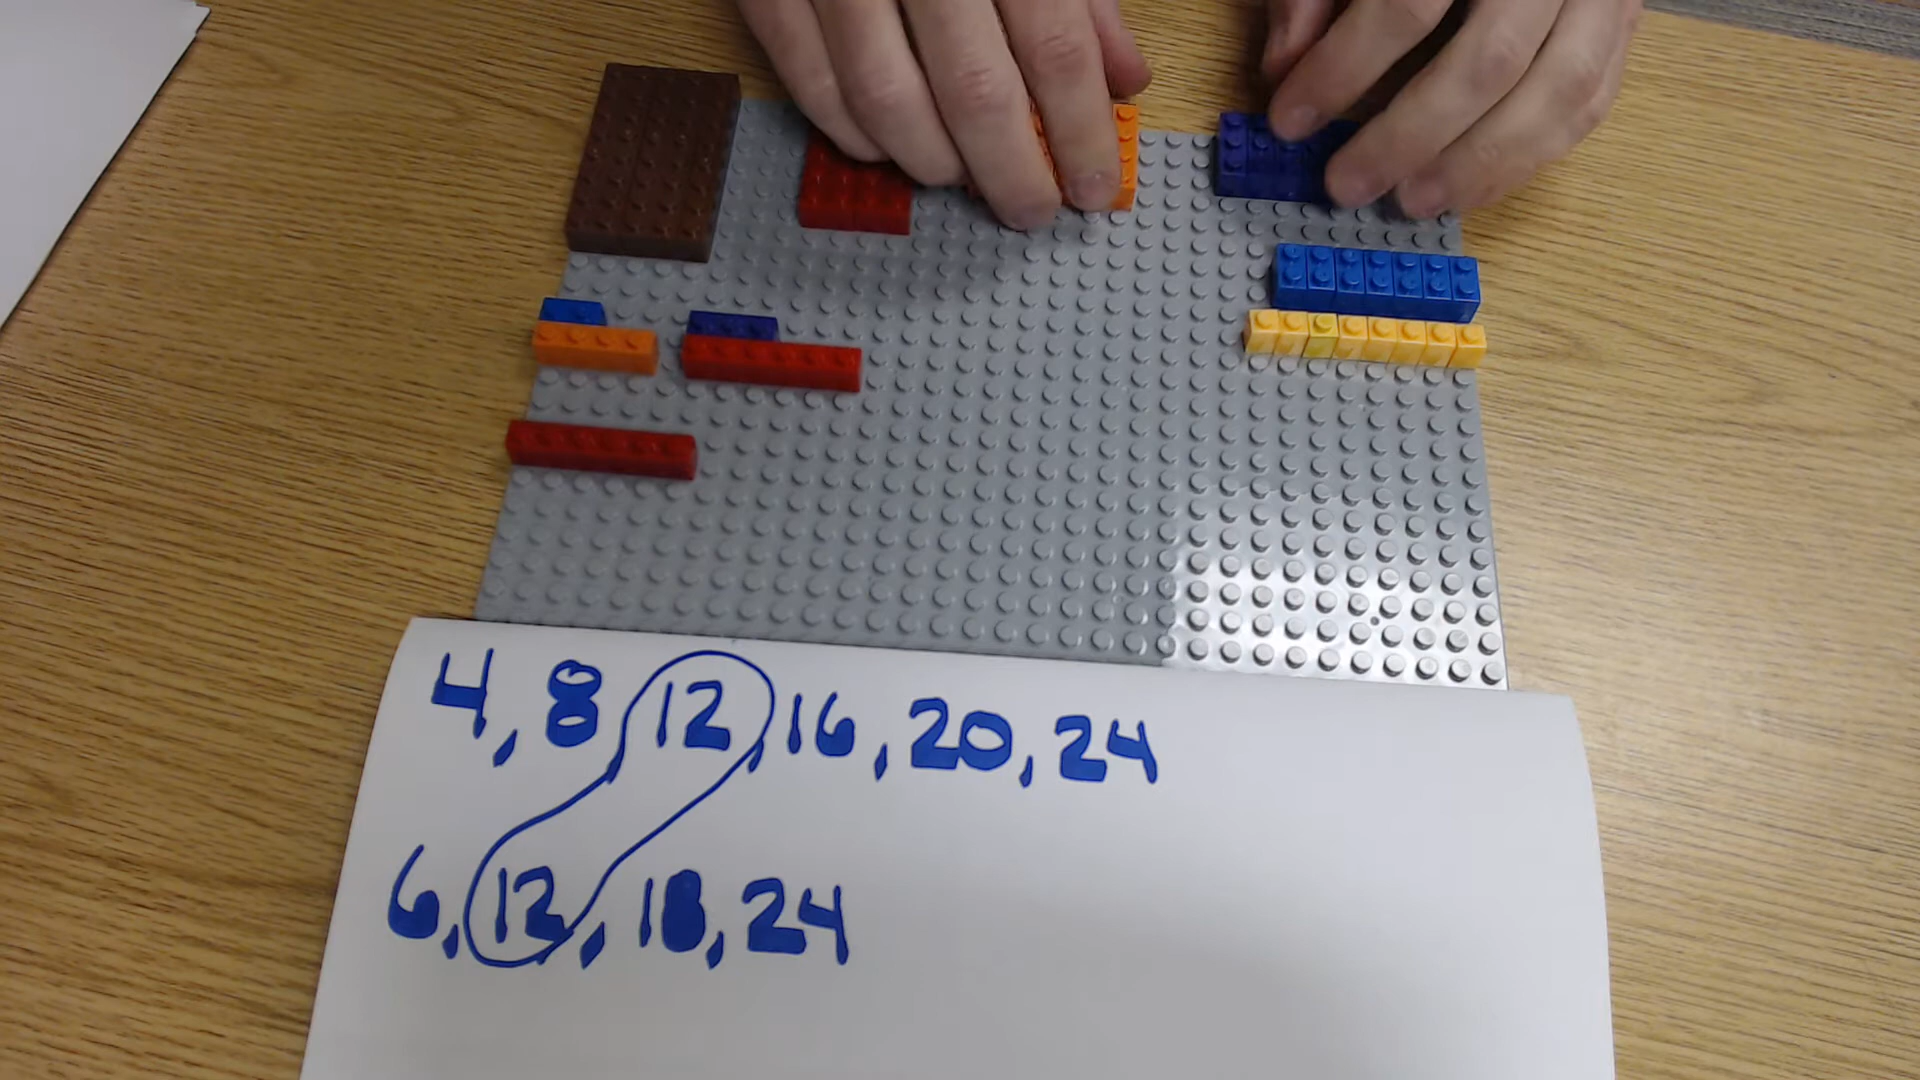 4, 8, 12, 16, 20, 24
6, 12, 18, 24